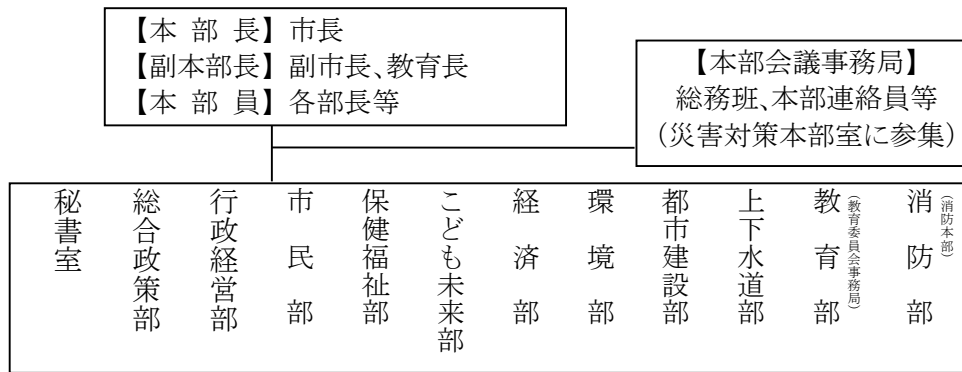 【本 部 長】市長
【副本部長】副市長、教育長
【本 部 員】各部長等
【本部会議事務局】
総務班、本部連絡員等
(災害対策本部室に参集)
秘書室
総合政策部
行政経営部
市民部
保健福祉部
こども未来部
経済部
環境部
都市建設部
上下水道部
教育部
(教育委員会事務局)
消防部
(消防本部)